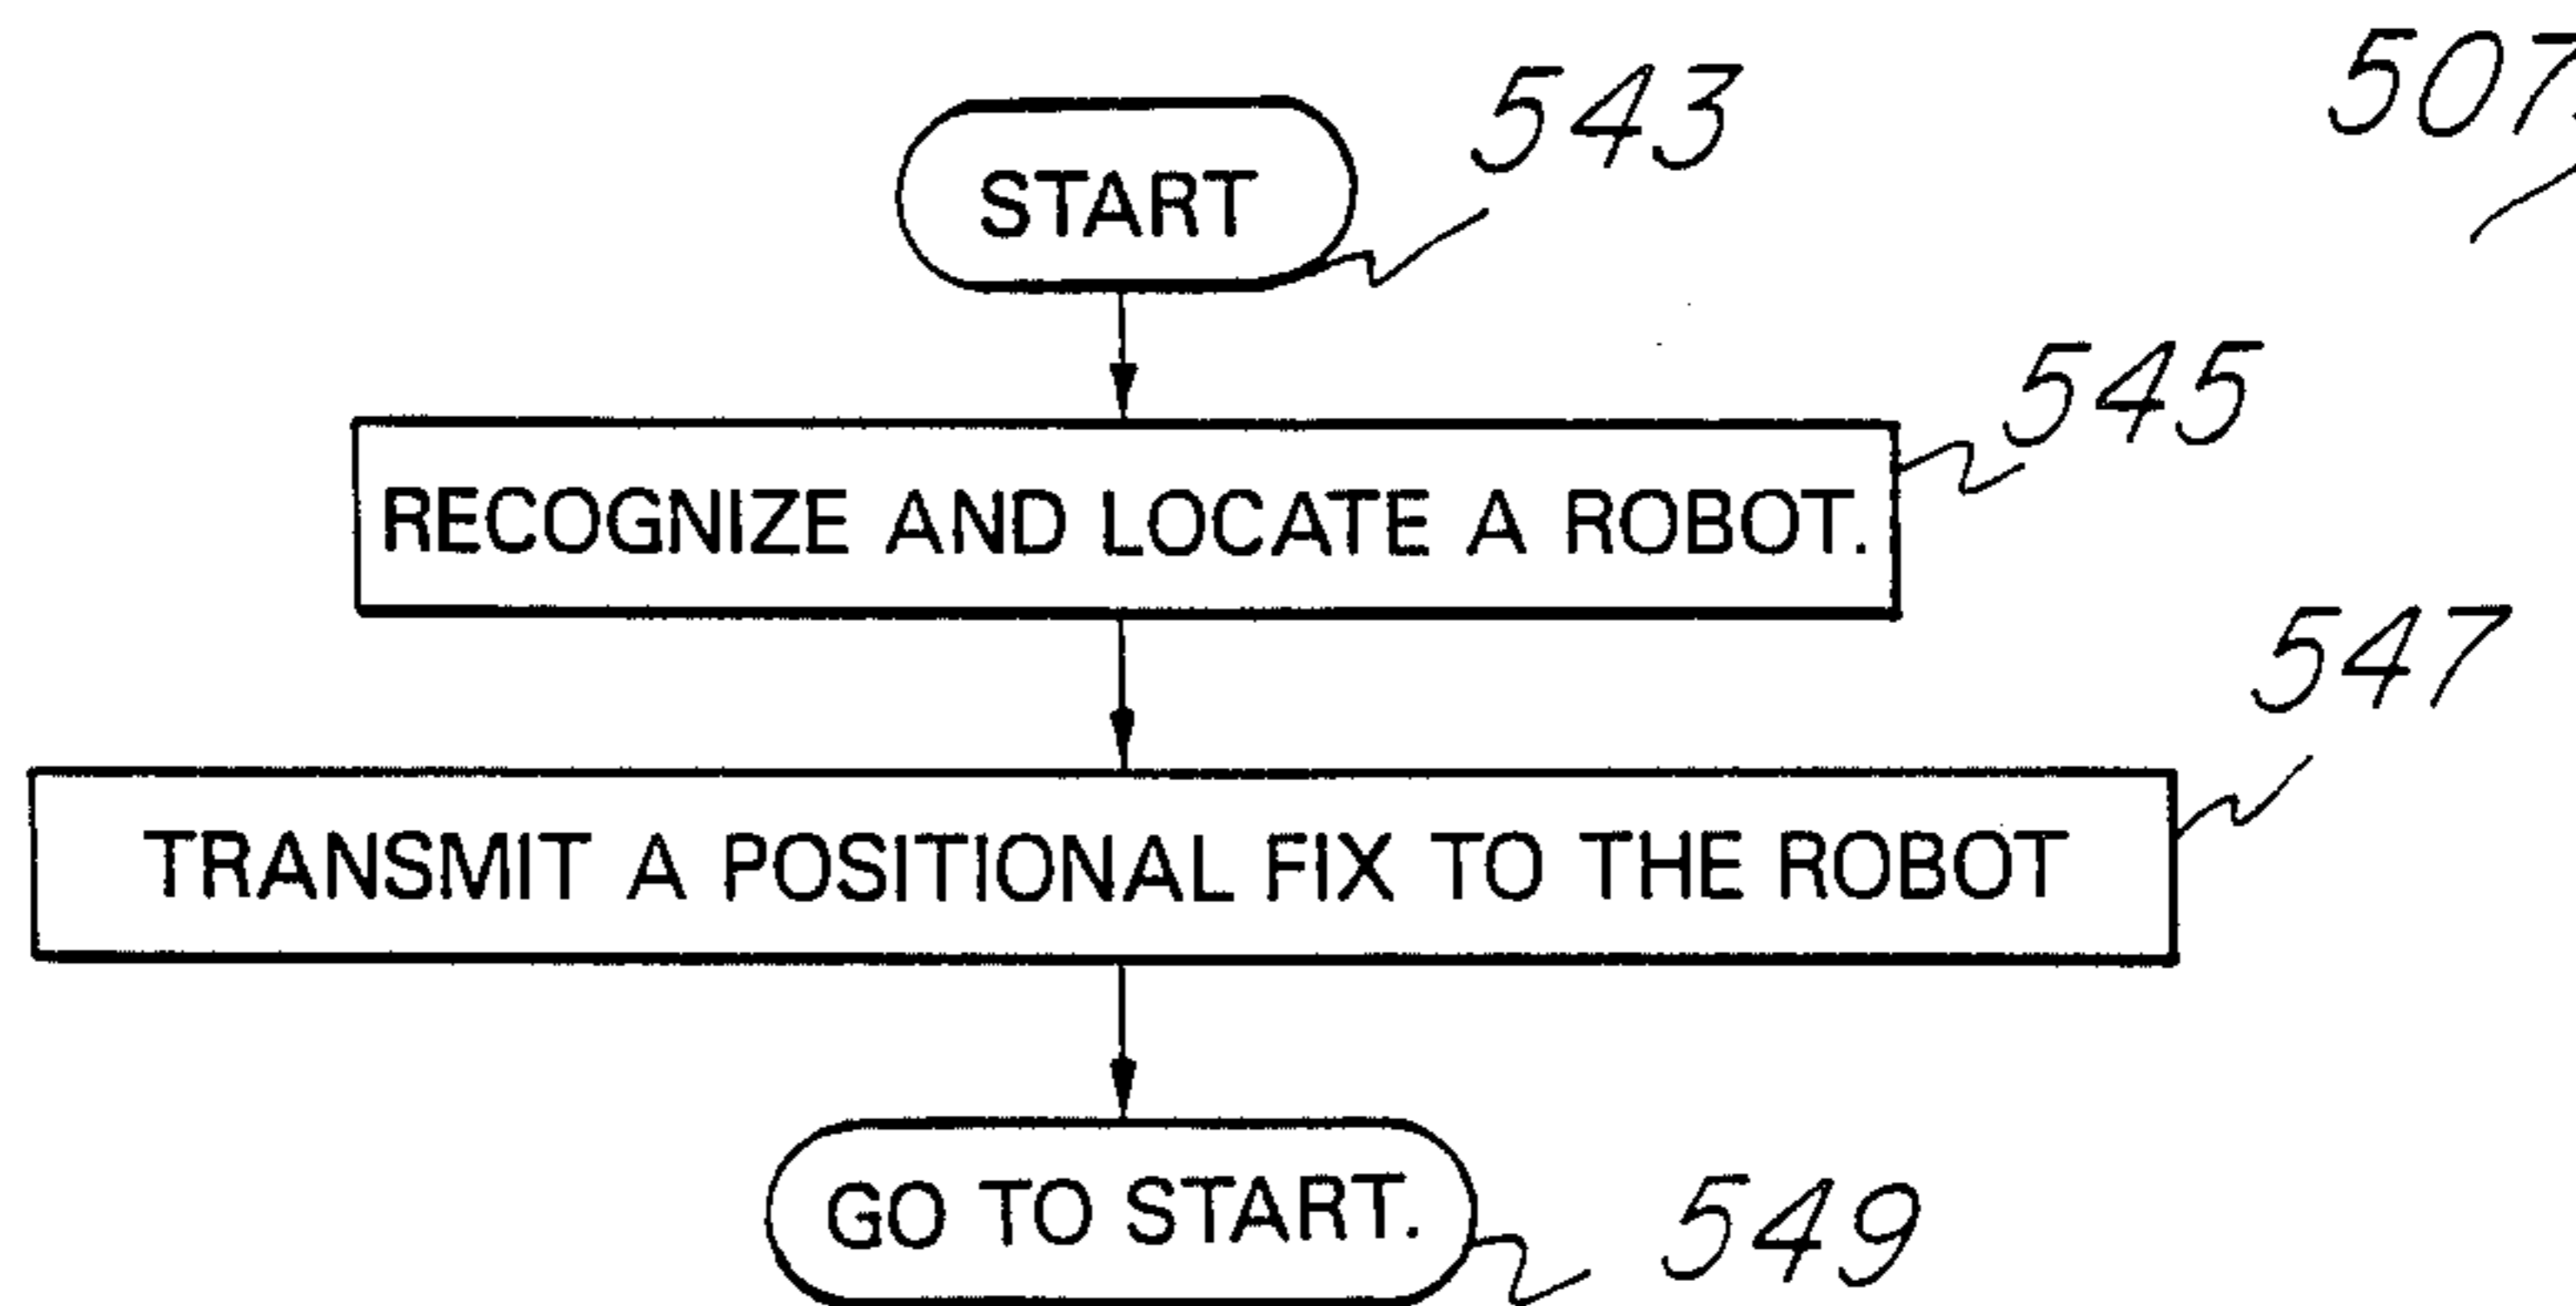 507
START
543
RECOGNIZE AND LOCATE A ROBOT.
545
TRANSMIT A POSITIONAL FIX TO THE ROBOT
547
GO TO START.
549